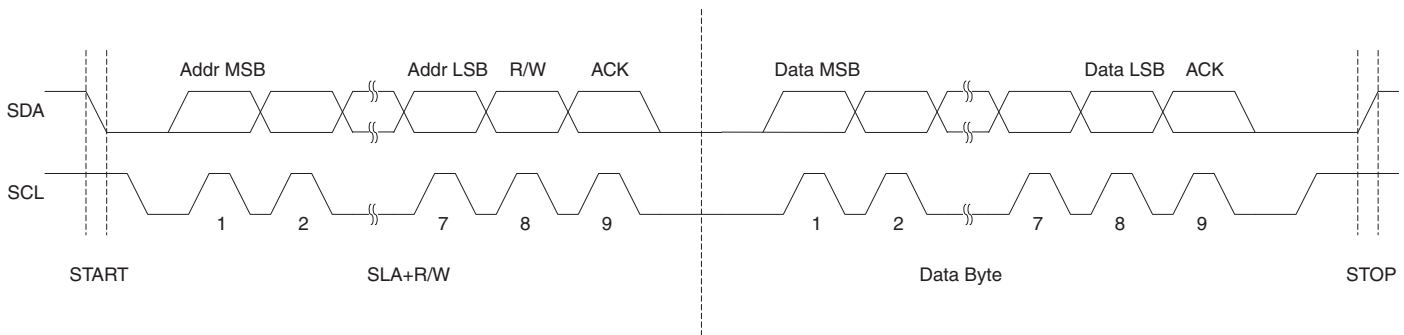 Addr MSB Addr LSB R/W ACK Data MSB Data LSB ACK
SDA
SCL
1 2 7 8 9 1 2 7 8 9
START SLA+R/W Data Byte STOP